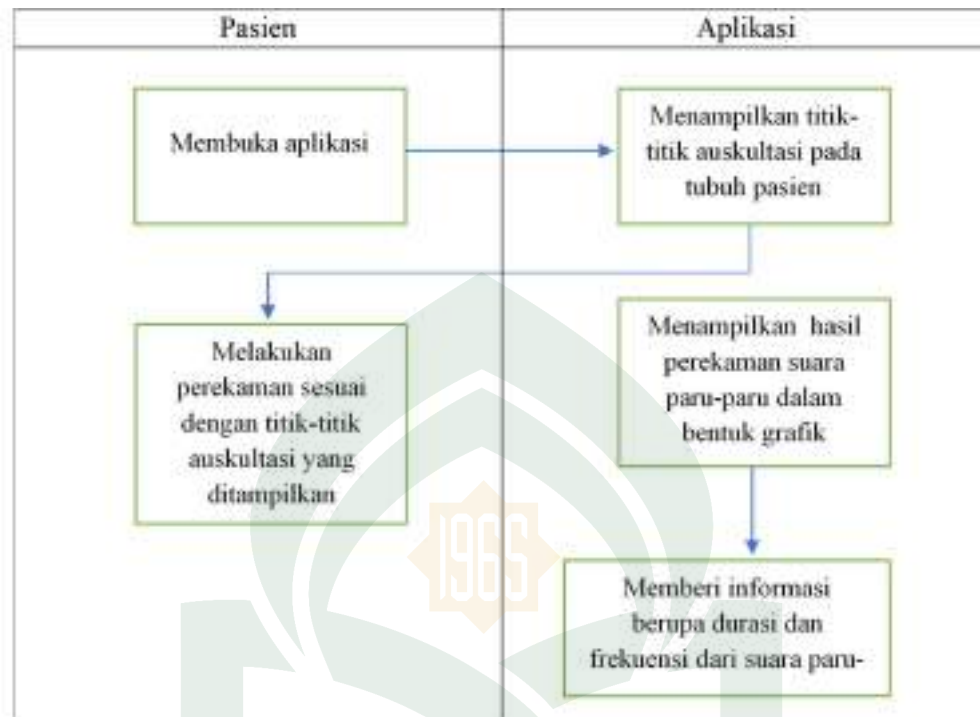 Pasien
Aplikasi
Membuka aplikasi
Menampilkan titik-
titik auskultasi pada
tubuh pasien
Melakukan
perekaman sesuai
dengan titik-titik
auskultasi yang
ditampilkan
Menampilkan hasil
perekaman suara
paru-paru dalam
bentuk grafik
1965
Memberi informasi
berupa durasi dan
frekuensi dari suara paru-